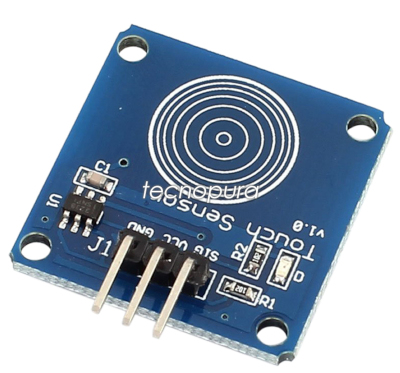 C1
tecnopura
Touch Sensor
v1.0
U1
J1
GND
VCC
SIG
R2
D
R1